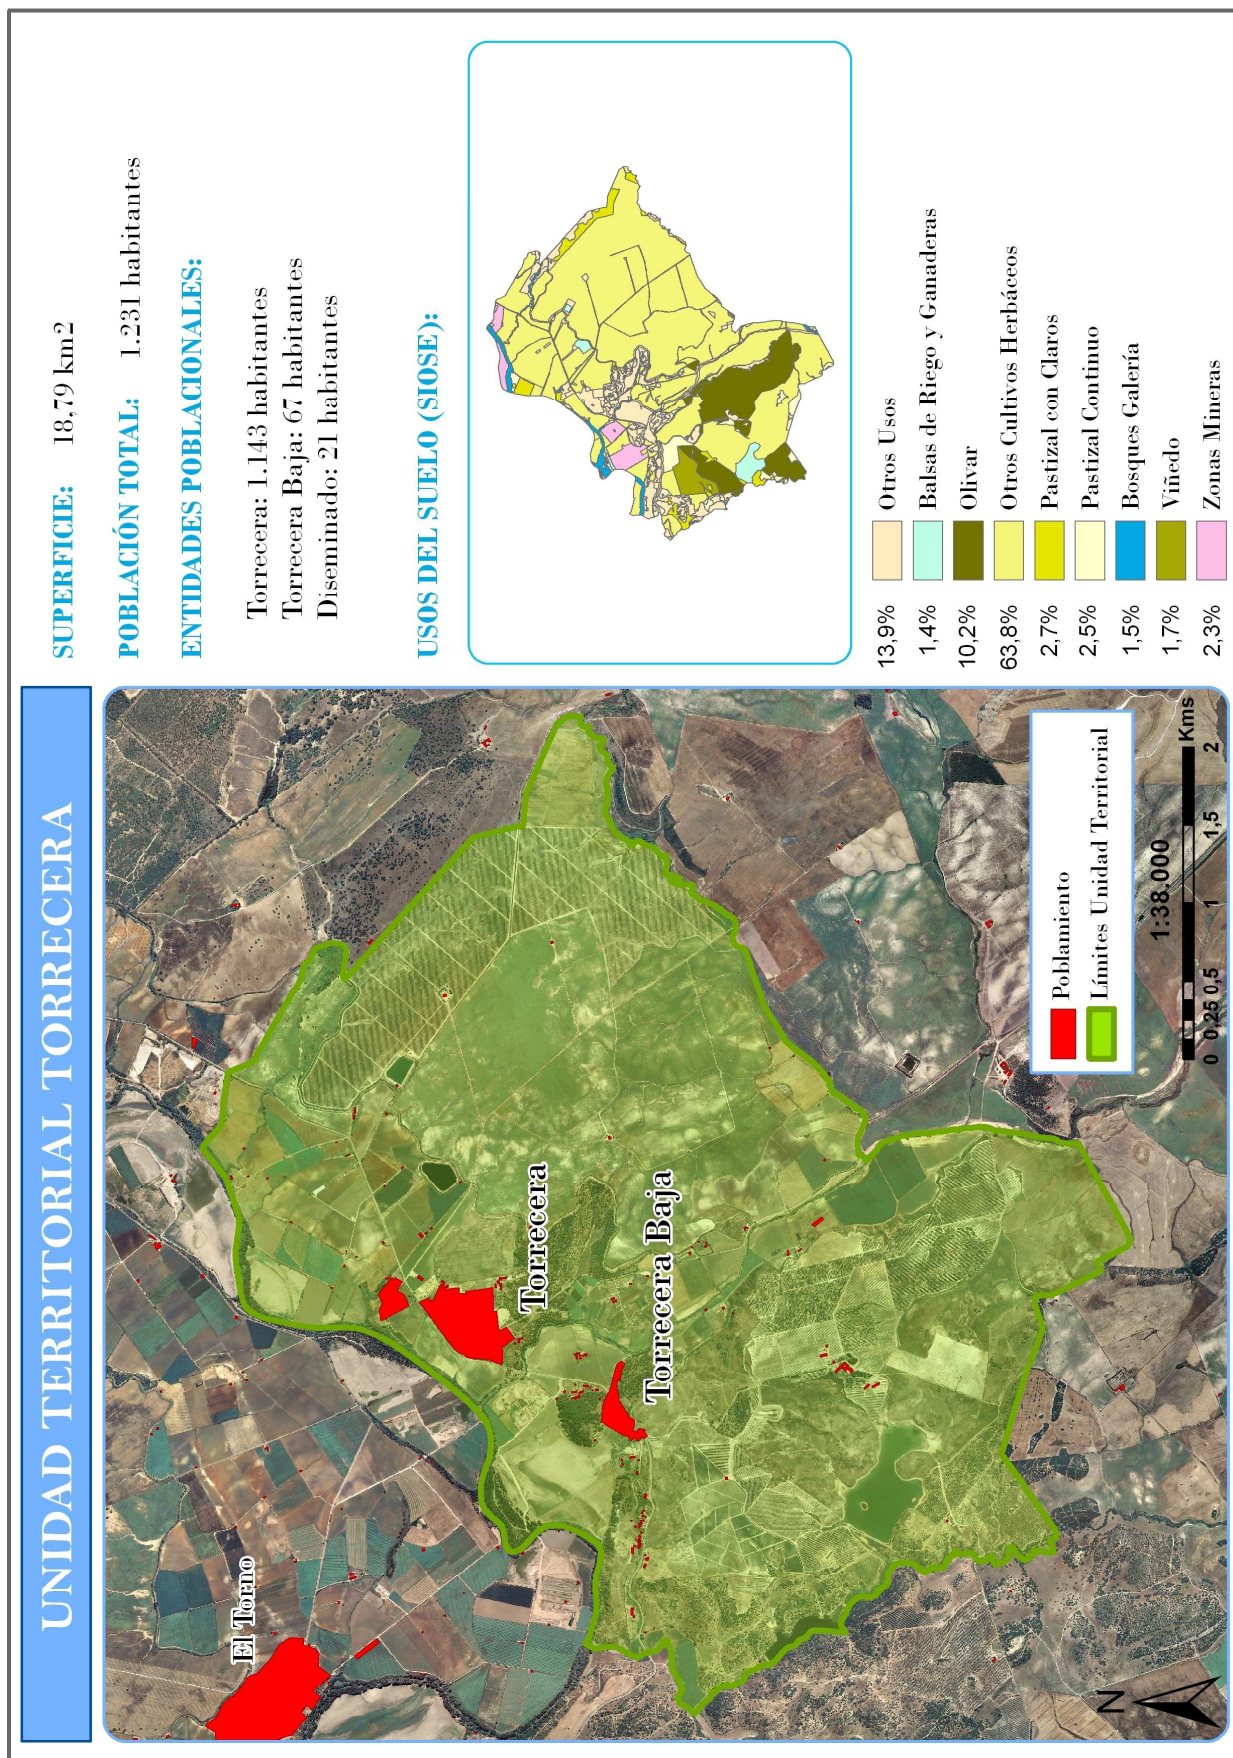 UNIDAD TERRITORIAL TORRECERA
El Torno
Torrecera
Torrecera Baja
Poblamiento
Límites Unidad Territorial
1:38.000
0 0,25 0,5 1 1,5 2
Kms
N
SUPERFICIE: 18,79 km2
POBLACIÓN TOTAL: 1.231 habitantes
ENTIDADES POBLACIONALES:
Torrecera: 1.143 habitantes
Torrecera Baja: 67 habitantes
Diseminado: 21 habitantes
USOS DEL SUELO (SIOSE):
13,9% Otros Usos
1,4% Balsas de Riego y Ganaderas
10,2% Olivar
63,8% Otros Cultivos Herbáceos
2,7% Pastizal con Claros
2,5% Pastizal Continuo
1,5% Bosques Galería
1,7% Viñedo
2,3% Zonas Mineras